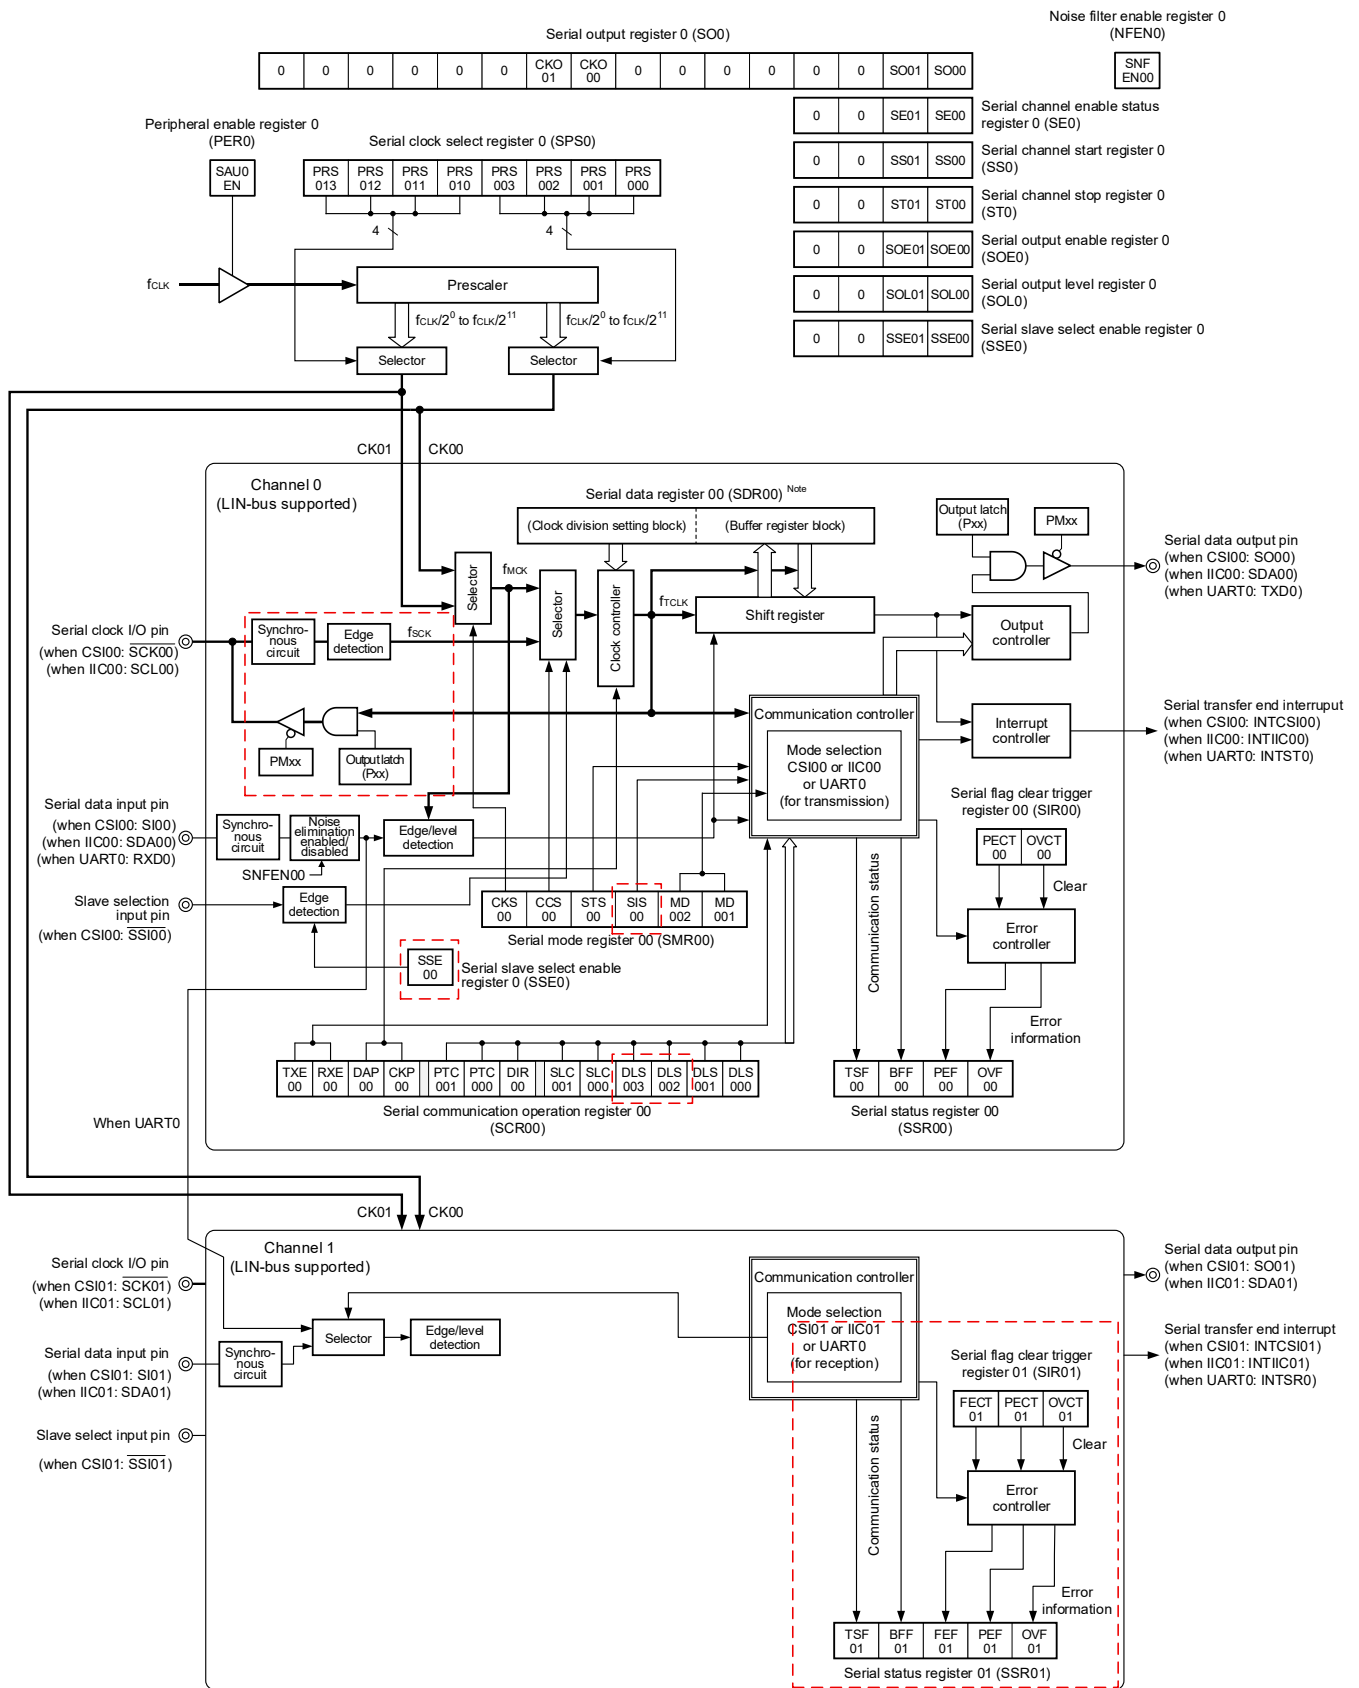 Serial output register 0 (SO0)
0 0 0 0 0 0 CKO 01 CKO 00 0 0 0 0 0 0 SO01 SO00
Noise filter enable register 0
(NFEN0)
SNF
EN00
0 0 SE01 SE00
Serial channel enable status
register 0 (SE0)
0 0 SS01 SS00
Serial channel start register 0
(SS0)
0 0 ST01 ST00
Serial channel stop register 0
(ST0)
0 0 SOE01 SOE00
Serial output enable register 0
(SOE0)
0 0 SOL01 SOL00
Serial output level register 0
(SOL0)
0 0 SSE01 SSE00
Serial slave select enable register 0
(SSE0)
Peripheral enable register 0
(PER0)
SAU0
EN
Serial clock select register 0 (SPS0)
PRS PRS PRS PRS PRS PRS PRS PRS
013 012 011 010 003 002 001 000
4
4
fCLK
Prescaler
fCLK/2⁰ to fCLK/2¹¹
fCLK/2⁰ to fCLK/2¹¹
Selector
Selector
CK01
CK00
Channel 0
(LIN-bus supported)
Serial data register 00 (SDR00) Note
(Clock division setting block)
(Buffer register block)
Output latch
(Pxx)
PMxx
Serial data output pin
(when CSI00: SO00)
(when IIC00: SDA00)
(when UART0: TXD0)
Selector
fMCK
Selector
Clock controller
fTCLK
Shift register
Output
controller
Serial clock I/O pin
(when CSI00: SCK00)
(when IIC00: SCL00)
Synchro-
nous
circuit
Edge
detection
fSCK
PMxx
Output latch
(Pxx)
Communication controller
Mode selection
CSI00 or IIC00
or UART0
(for transmission)
Interrupt
controller
Serial transfer end interruput
(when CSI00: INTCSI00)
(when IIC00: INTIIC00)
(when UART0: INTST0)
Serial data input pin
(when CSI00: SI00)
(when IIC00: SDA00)
(when UART0: RXD0)
Synchro-
nous
circuit
Noise
elimination
enabled/
disabled
SNFEN00
Edge/level
detection
Serial flag clear trigger
register 00 (SIR00)
PECT OVCT
00 00
Clear
Slave selection
input pin
(when CSI00: SSI00)
Edge
detection
CKS CCS STS SIS MD MD
00 00 00 00 002 001
Serial mode register 00 (SMR00)
Communication status
Error
controller
SSE
00
Serial slave select enable
register 0 (SSE0)
Error
information
TXE RXE DAP CKP PTC PTC DIR SLC SLC DLS DLS DLS DLS
00 00 00 00 001 000 00 001 000 003 002 001 000
Serial communication operation register 00
(SCR00)
TSF BFF PEF OVF
00 00 00 00
Serial status register 00
(SSR00)
When UART0
CK01
CK00
Channel 1
(LIN-bus supported)
Serial clock I/O pin
(when CSI01: SCK01)
(when IIC01: SCL01)
Communication controller
Mode selection
CSI01 or IIC01
or UART0
(for reception)
Serial data output pin
(when CSI01: SO01)
(when IIC01: SDA01)
Selector
Edge/level
detection
Serial data input pin
(when CSI01: SI01)
(when IIC01: SDA01)
Synchro-
nous
circuit
Serial transfer end interrupt
(when CSI01: INTCSI01)
(when IIC01: INTIIC01)
(when UART0: INTSR0)
Serial flag clear trigger
register 01 (SIR01)
FECT PECT OVCT
01 01 01
Clear
Slave select input pin
(when CSI01: SSI01)
Communication status
Error
controller
Error
information
TSF BFF FEF PEF OVF
01 01 01 01 01
Serial status register 01 (SSR01)